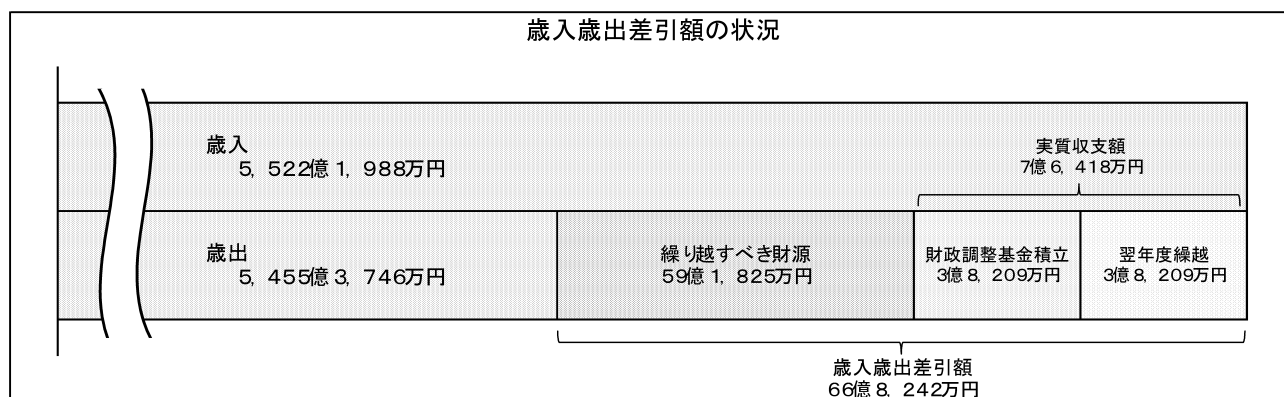 歳入歳出差引額の状況
歳入
5,522億1,988万円
実質収支額
7億6,418万円
歳出
5,455億3,746万円
繰り越すべき財源
59億1,825万円
財政調整基金積立
3億8,209万円
翌年度繰越
3億8,209万円
歳入歳出差引額
66億8,242万円